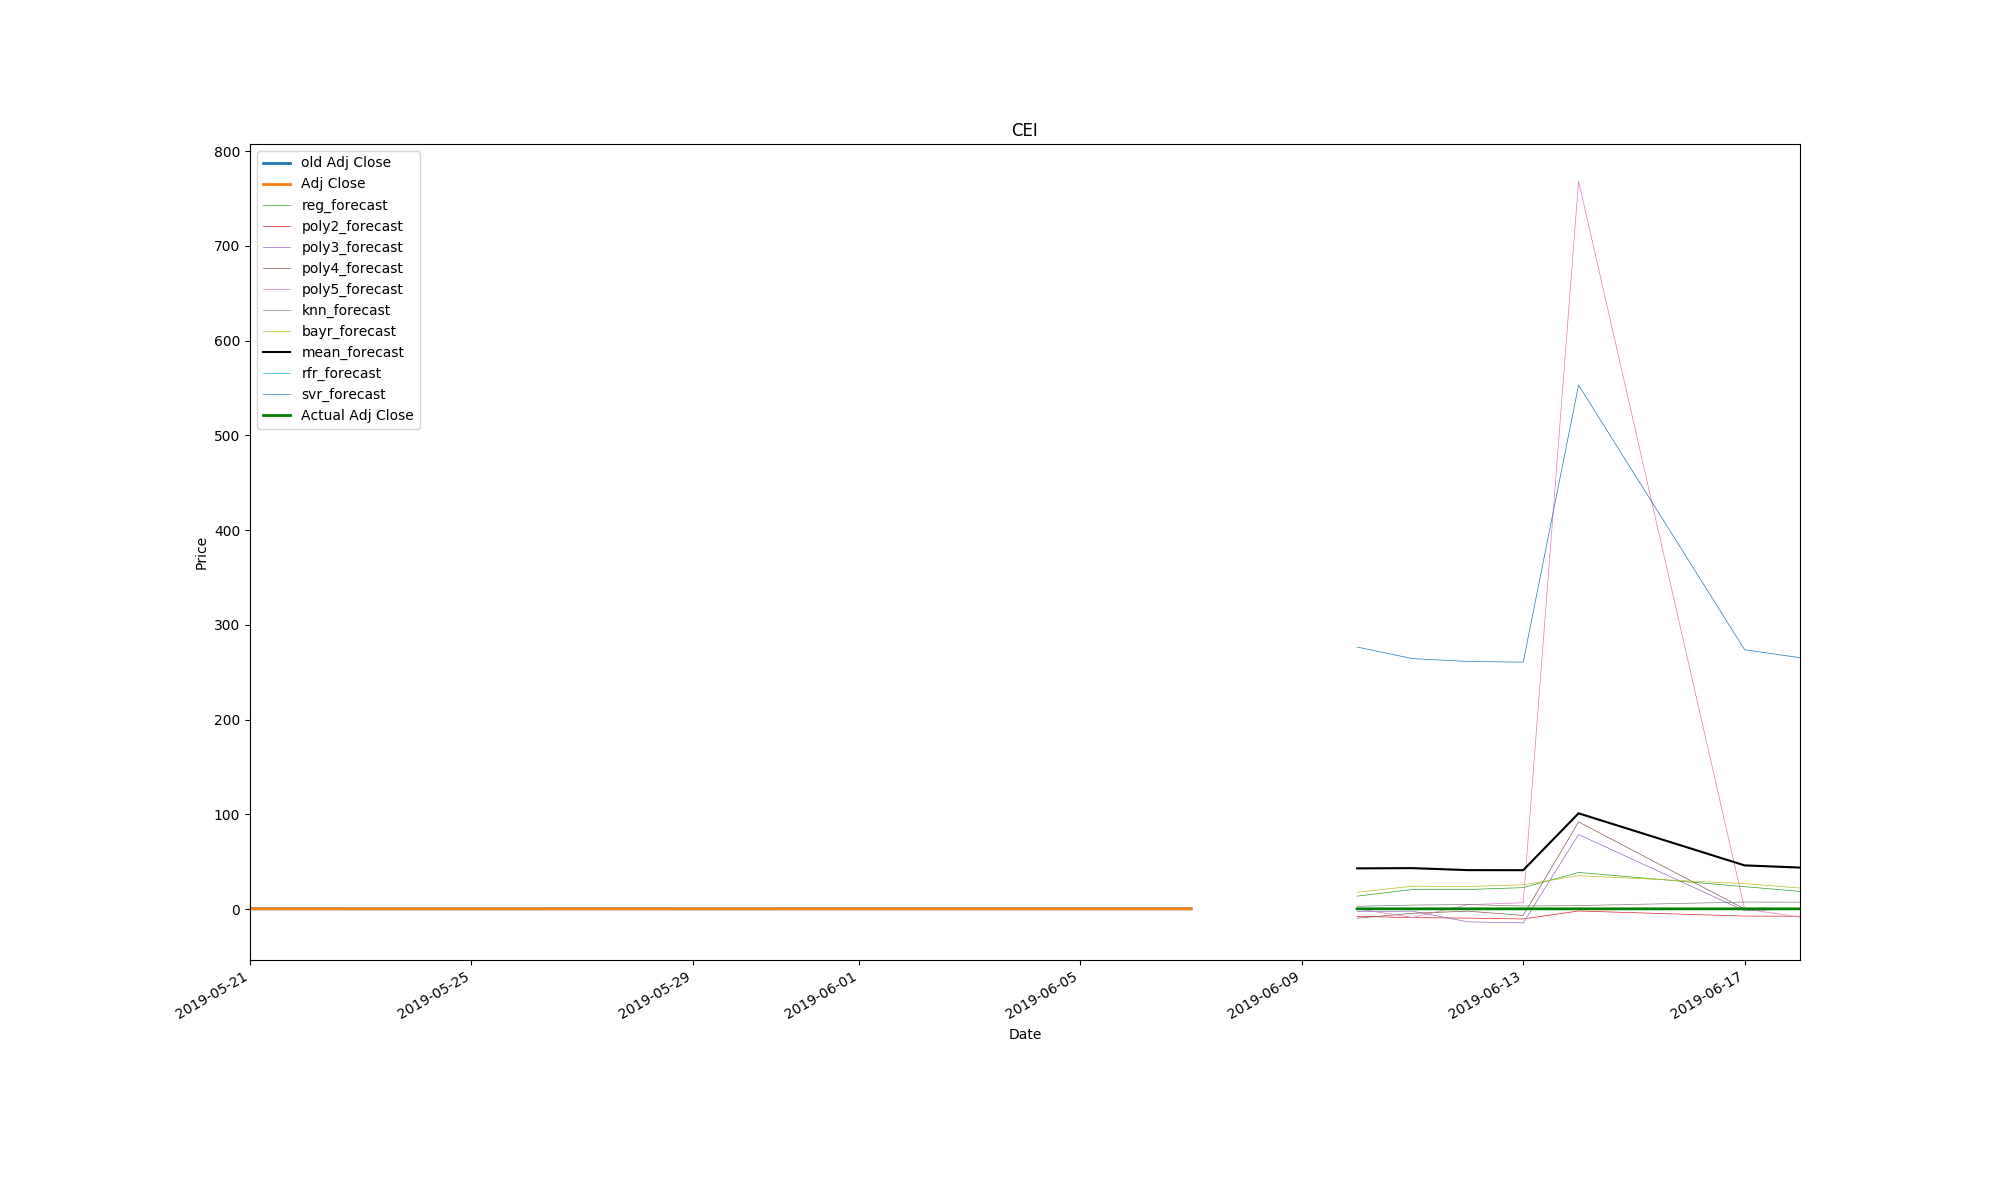 CEI
800
700
600
500
400
300
200
100
0
Price
old Adj Close
Adj Close
reg_forecast
poly2_forecast
poly3_forecast
poly4_forecast
poly5_forecast
knn_forecast
bayr_forecast
mean_forecast
rfr_forecast
svr_forecast
Actual Adj Close
2019-05-21
2019-05-25
2019-05-29
2019-06-01
2019-06-05
2019-06-09
2019-06-13
2019-06-17
Date